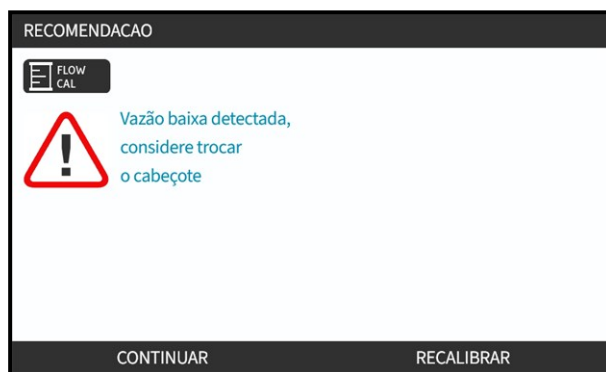 RECOMENDACAO
FLOW
CAL
Vazão baixa detectada,
considere trocar
o cabeçote
CONTINUAR RECALIBRAR